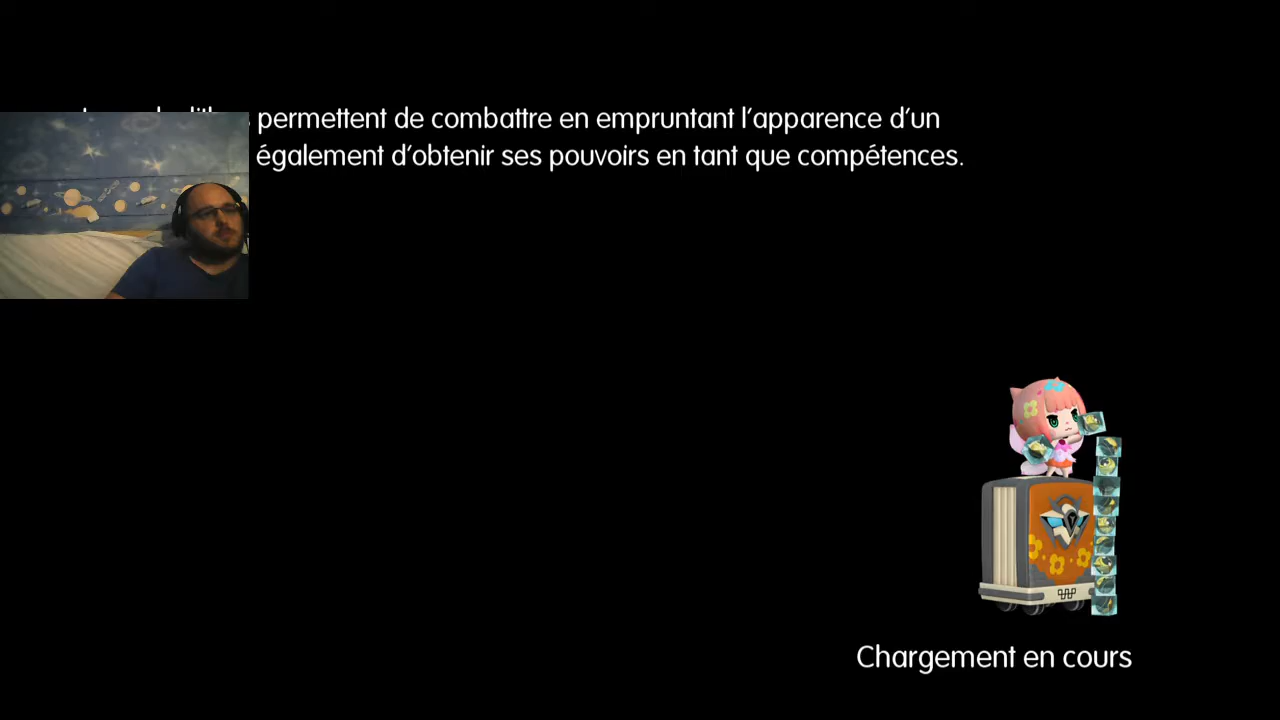 permettent de combattre en empruntant l'apparence d'un
également d'obtenir ses pouvoirs en tant que compétences.
Chargement en cours